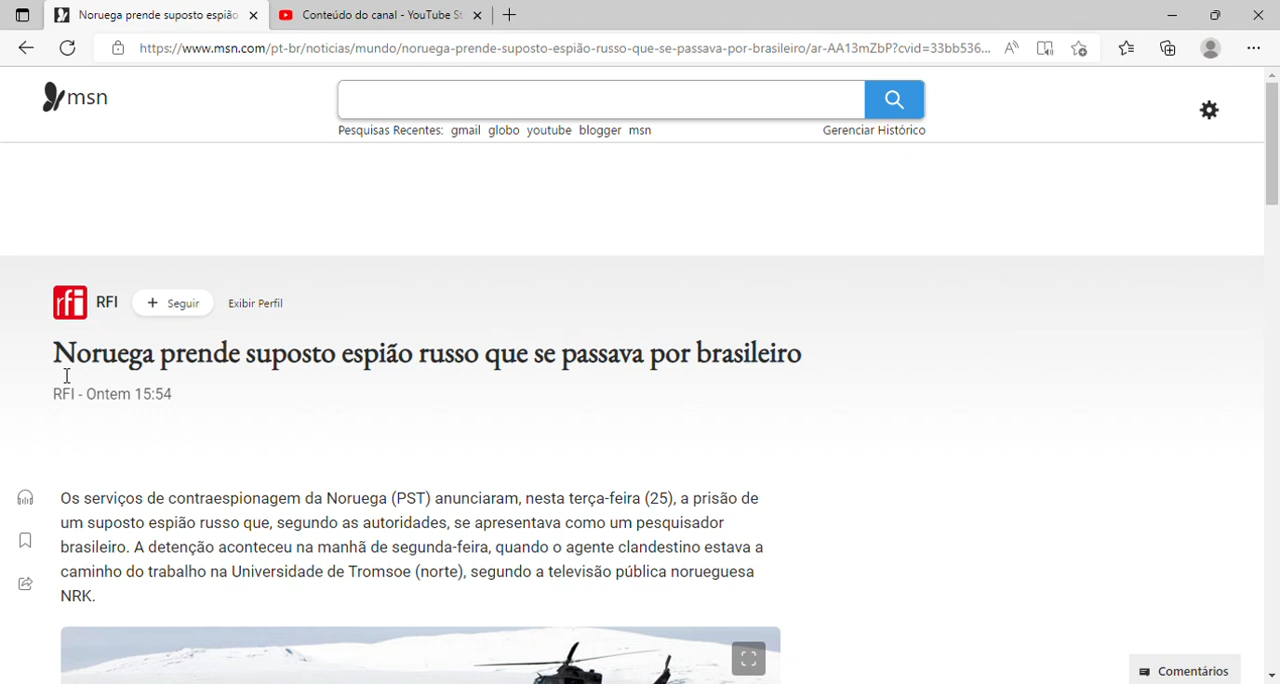 Noruega prende suposto espião
Conteúdo do canal - YouTube St
https://www.msn.com/pt-br/noticias/mundo/noruega-prende-suposto-espião-russo-que-se-passava-por-brasileiro/ar-AA13mZbP?cvid=33bb536...
msn
Pesquisas Recentes: gmail globo youtube blogger msn
Gerenciar Histórico
rfi RFI + Seguir Exibir Perfil
Noruega prende suposto espião russo que se passava por brasileiro
RFI - Ontem 15:54
Os serviços de contraespionagem da Noruega (PST) anunciaram, nesta terça-feira (25), a prisão de
um suposto espião russo que, segundo as autoridades, se apresentava como um pesquisador
brasileiro. A detenção aconteceu na manhã de segunda-feira, quando o agente clandestino estava a
caminho do trabalho na Universidade de Tromsoe (norte), segundo a televisão pública norueguesa
NRK.
Comentários